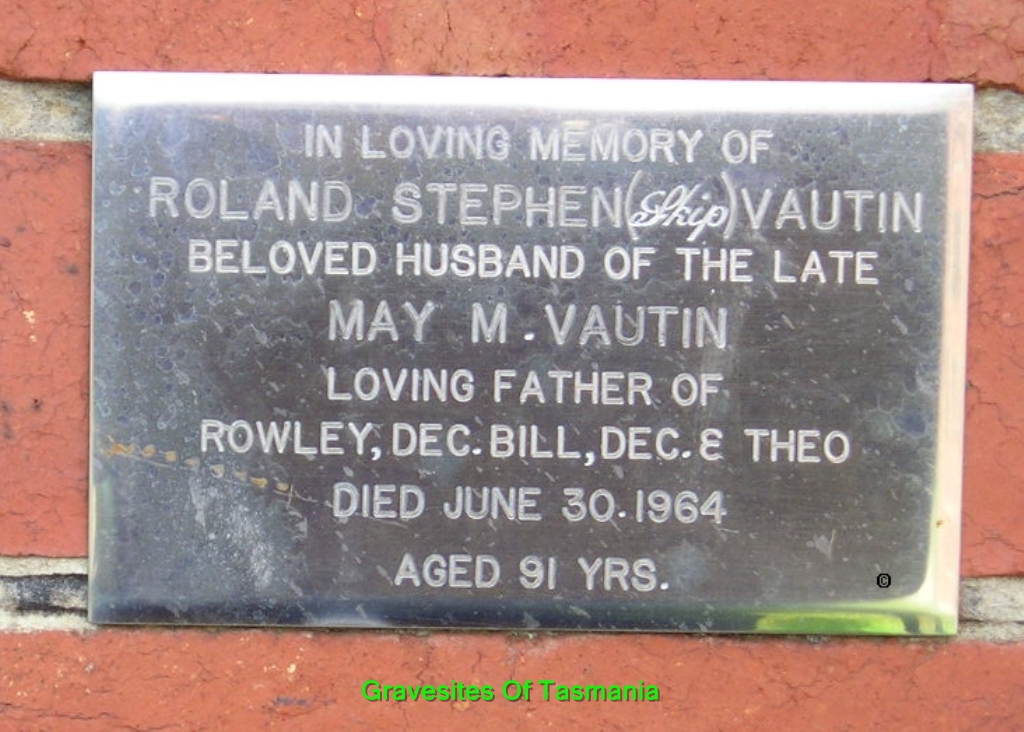 IN LOVING MEMORY OF
ROLAND STEPHEN (Skip) VAUTIN
BELOVED HUSBAND OF THE LATE
MAY M. VAUTIN
LOVING FATHER OF
ROWLEY, DEC. BILL, DEC. & THEO
DIED JUNE 30. 1964
AGED 91 YRS.
©
Gravesites Of Tasmania